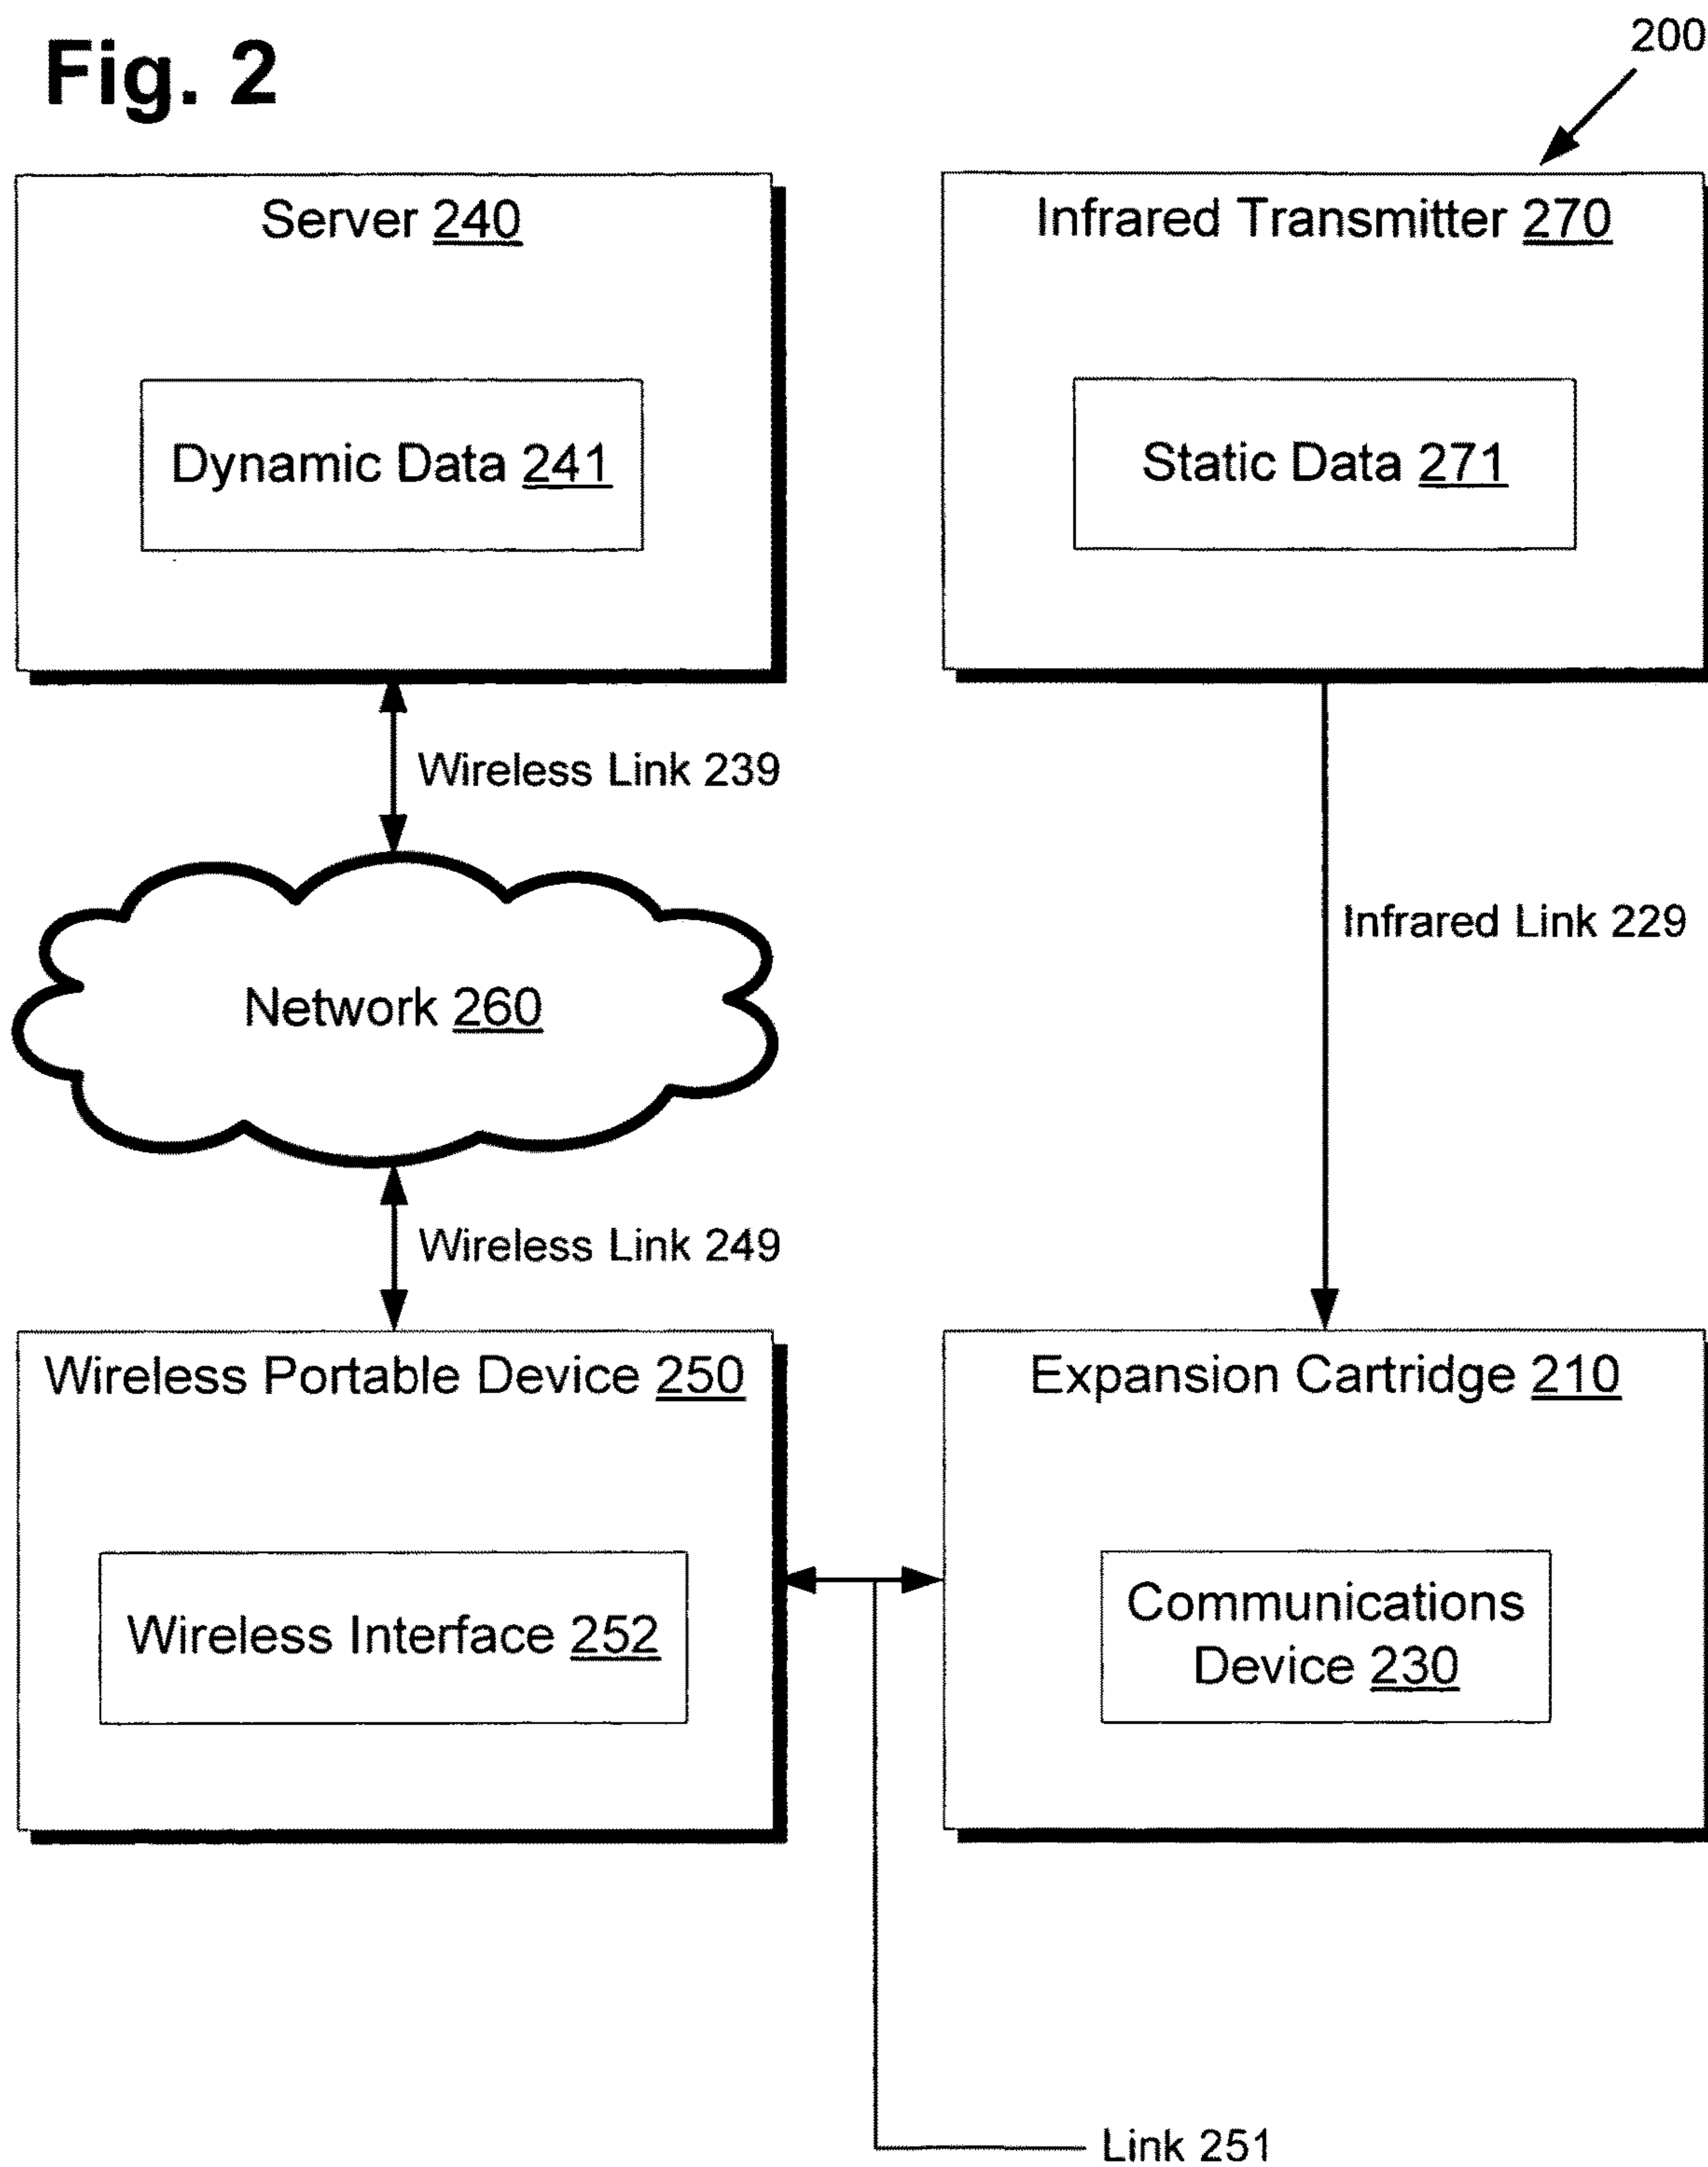 Fig. 2
200
Server 240
Dynamic Data 241
Infrared Transmitter 270
Static Data 271
Wireless Link 239
Network 260
Infrared Link 229
Wireless Link 249
Wireless Portable Device 250
Wireless Interface 252
Expansion Cartridge 210
Communications
Device 230
Link 251